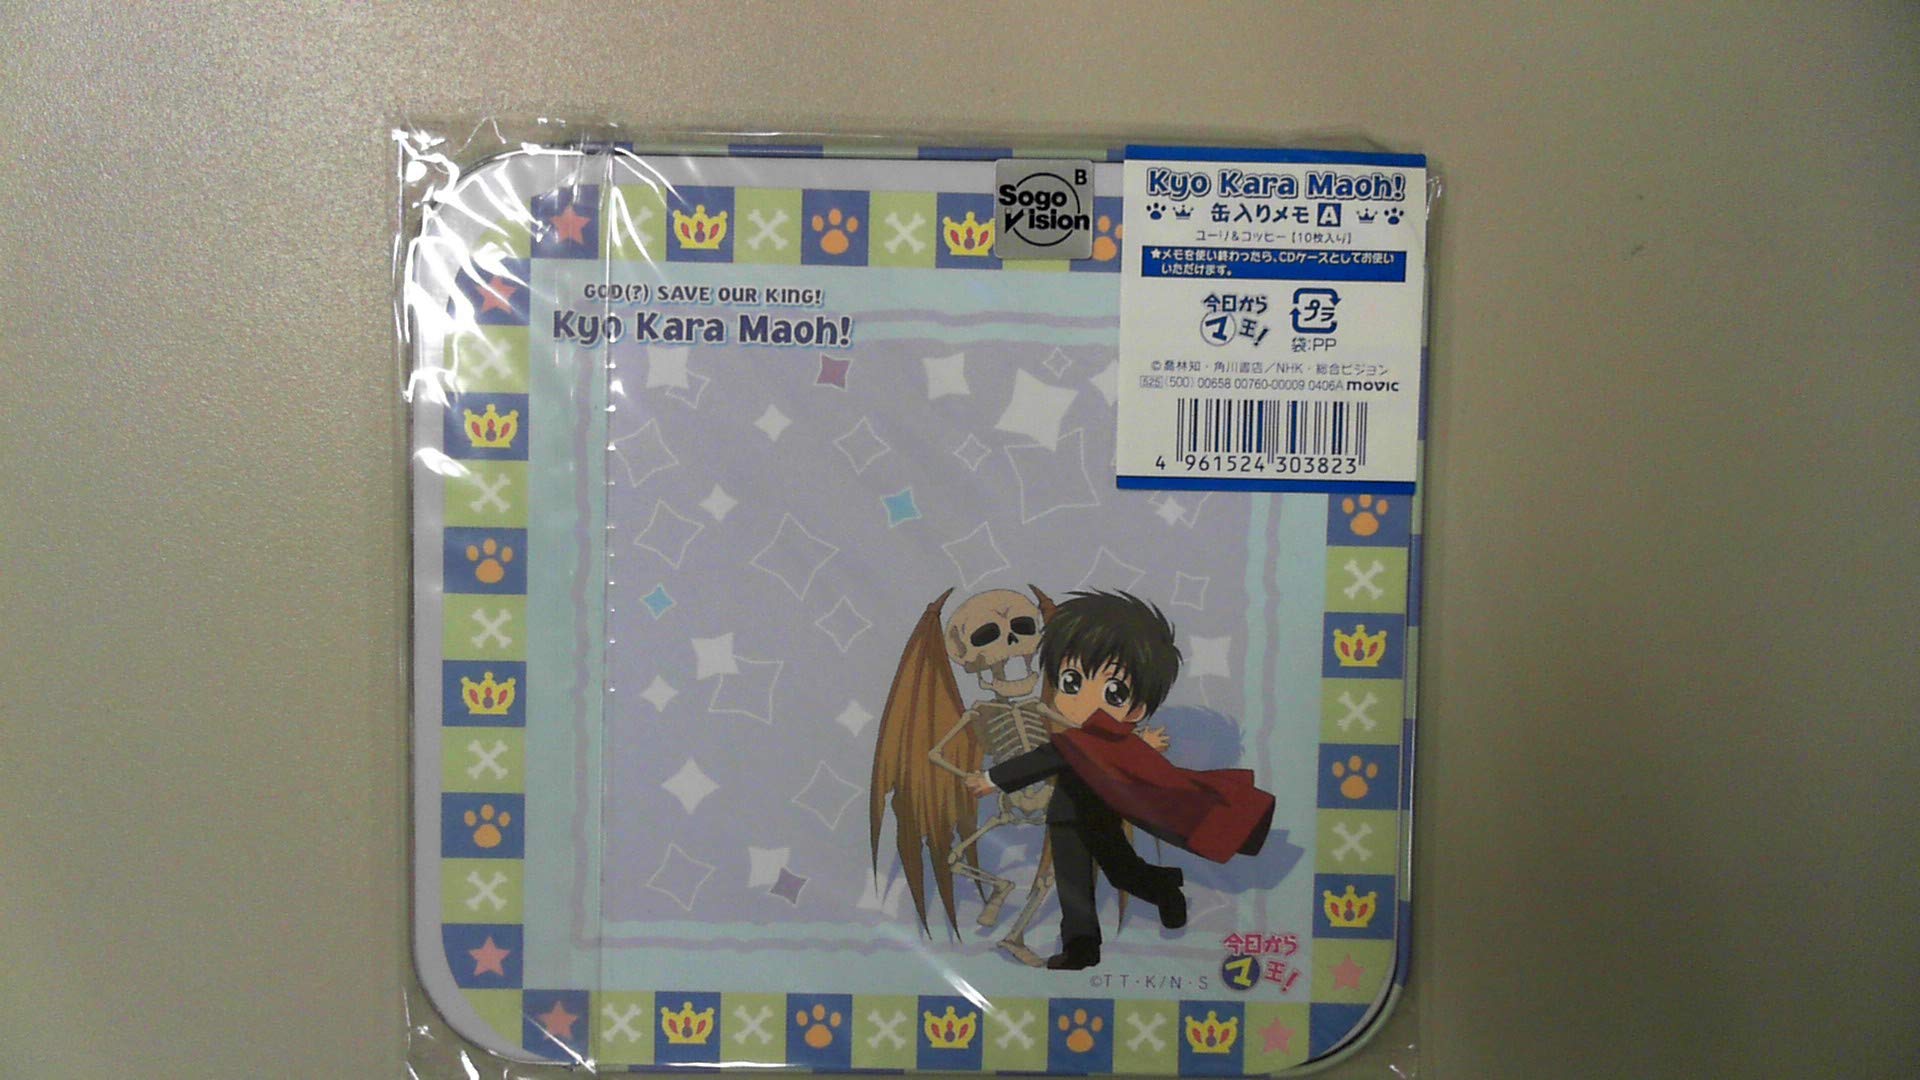 B
Sogo
Vision
Kyo Kara Maoh!
缶入りメモ A
ユーリ&コッヒー【10枚入り】
★メモを使い終わったら、CDケースとしてお使い
いただけます。
今日から
マ王!
プラ
袋:PP
©喬林知・角川書店/NHK・総合ビジョン
525 (500) 00658 00760-00009 0406A movic
4 961524 303823
GOD(?) SAVE OUR KING!
Kyo Kara Maoh!
今日から
マ王!
©TT・K/N・S